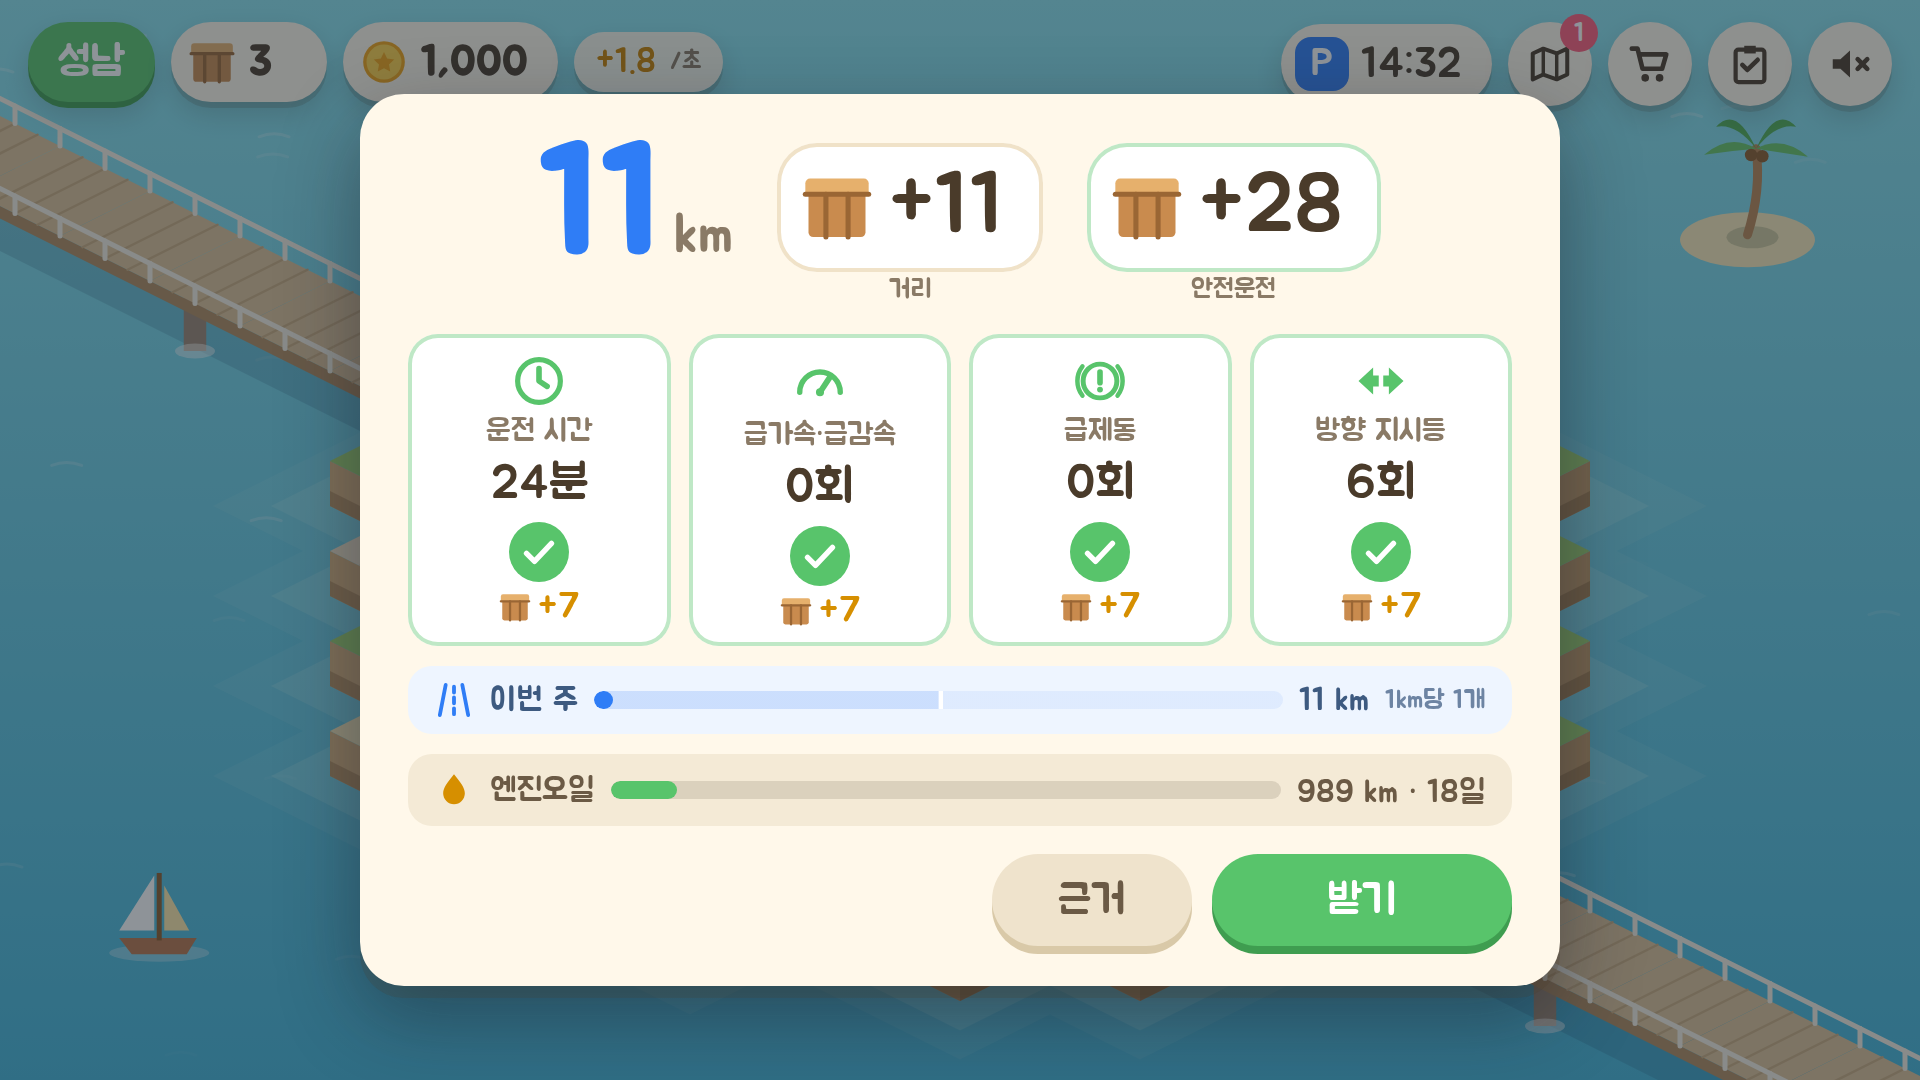 성남
3
1,000
+1.8 /초
P 14:32
1
11 km
+11
거리
+28
안전운전
운전 시간
24분
+7
급가속·급감속
0회
+7
급제동
0회
+7
방향 지시등
6회
+7
이번 주
11 km 1km당 1개
엔진오일
989 km · 18일
근거
받기